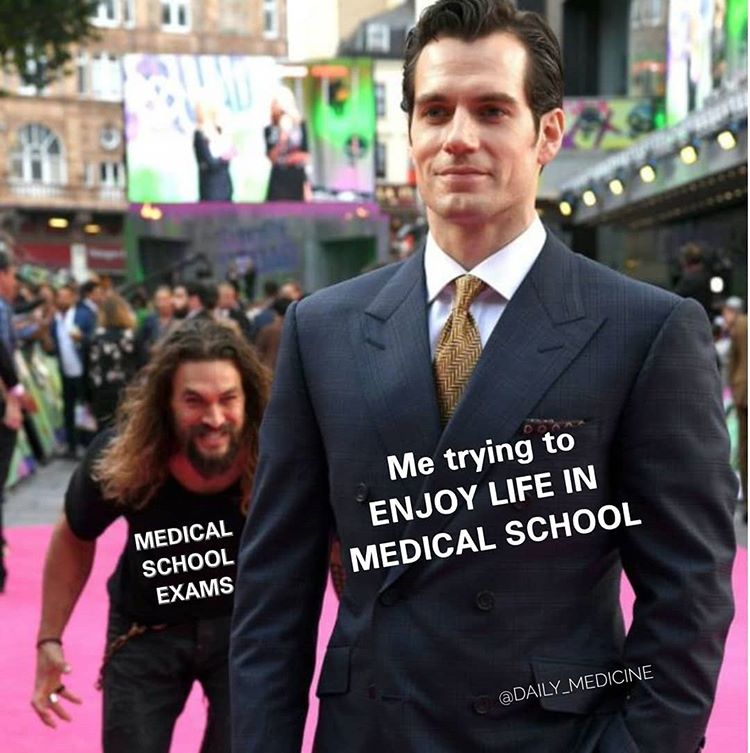 Me trying to
ENJOY LIFE IN
MEDICAL SCHOOL
MEDICAL
SCHOOL
EXAMS
@DAILY_MEDICINE